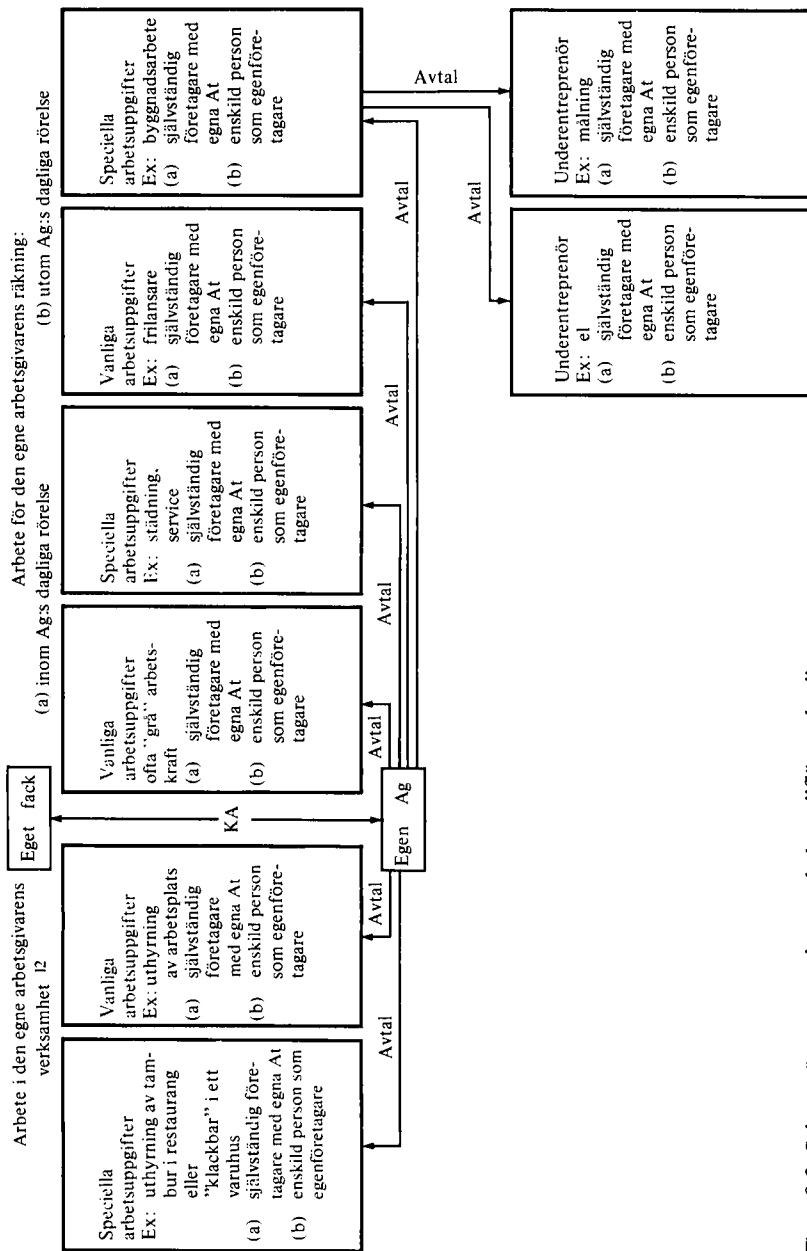 Arbete i den egne arbetsgivarens
verksamhet 12
Eget fack
Arbete för den egne arbetsgivarens räkning:
(a) inom Ag:s dagliga rörelse
(b) utom Ag:s dagliga rörelse
Speciella
arbetsuppgifter
Ex: uthyrning av tam-
bur i restaurang
eller
"klackbar" i ett
varuhus
(a) självständig före-
tagare med egna At
(b) enskild person som
egenföretagare
Vanliga
arbetsuppgifter
Ex: uthyrning
av arbetsplats
(a) självständig
företagare
med egna At
(b) enskild person
som egenföre-
tagare
Vanliga
arbetsuppgifter
ofta "grå" arbets-
kraft
(a) självständig
företagare med
egna At
(b) enskild person
som egenföre-
tagare
Speciella
arbetsuppgifter
Ex: städning,
service
(a) självständig
företagare med
egna At
(b) enskild person
som egenföre-
tagare
Vanliga
arbetsuppgifter
Ex: frilansare
(a) självständig
företagare med
egna At
(b) enskild person
som egenföre-
tagare
Speciella
arbetsuppgifter
Ex: byggnadsarbete
(a) självständig
företagare med
egna At
(b) enskild person
som egenföre-
tagare
KA
Avtal
Avtal
Avtal
Avtal
Avtal
Avtal
Egen Ag
Avtal
Avtal
Underentreprenör
Ex: el
(a) självständig
företagare med
egna At
(b) enskild person
som egenföre-
tagare
Underentreprenör
Ex: målning
(a) självständig
företagare med
egna At
(b) enskild person
som egenföre-
tagare